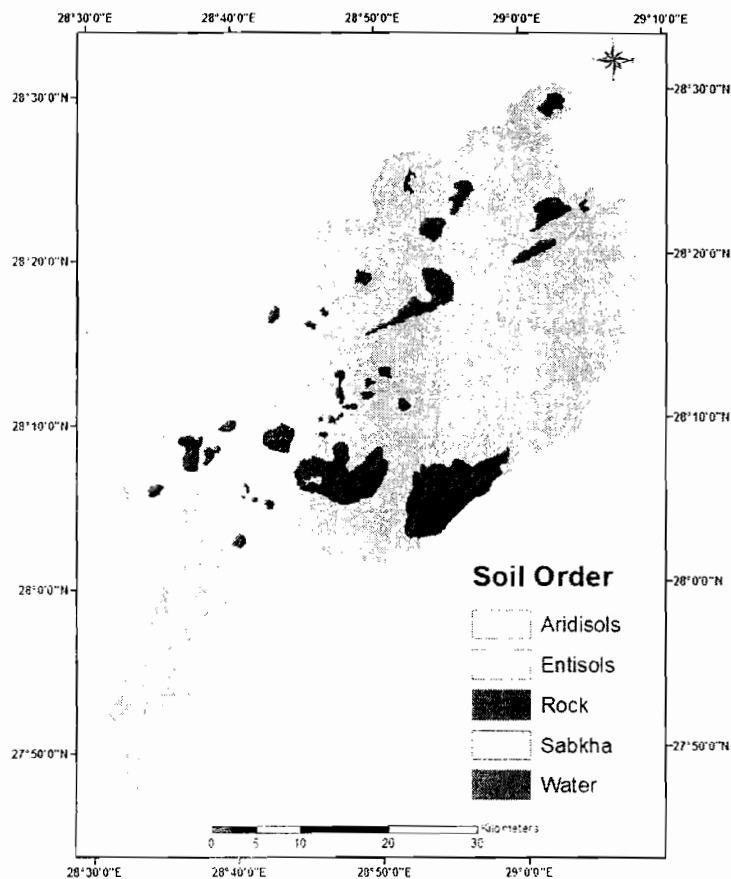 28°30'0"E 28°40'0"E 28°50'0"E 29°0'0"E 29°10'0"E
28°30'0"N 28°30'0"N
28°20'0"N 28°20'0"N
28°10'0"N 28°10'0"N
Soil Order
28°0'0"N 28°0'0"N
Aridisols
Entisols
Rock
Sabkha
27°50'0"N 27°50'0"N
Water
Kilometers
0 5 10 20 30
28°30'0"E 28°40'0"E 28°50'0"E 29°0'0"E 29°10'0"E